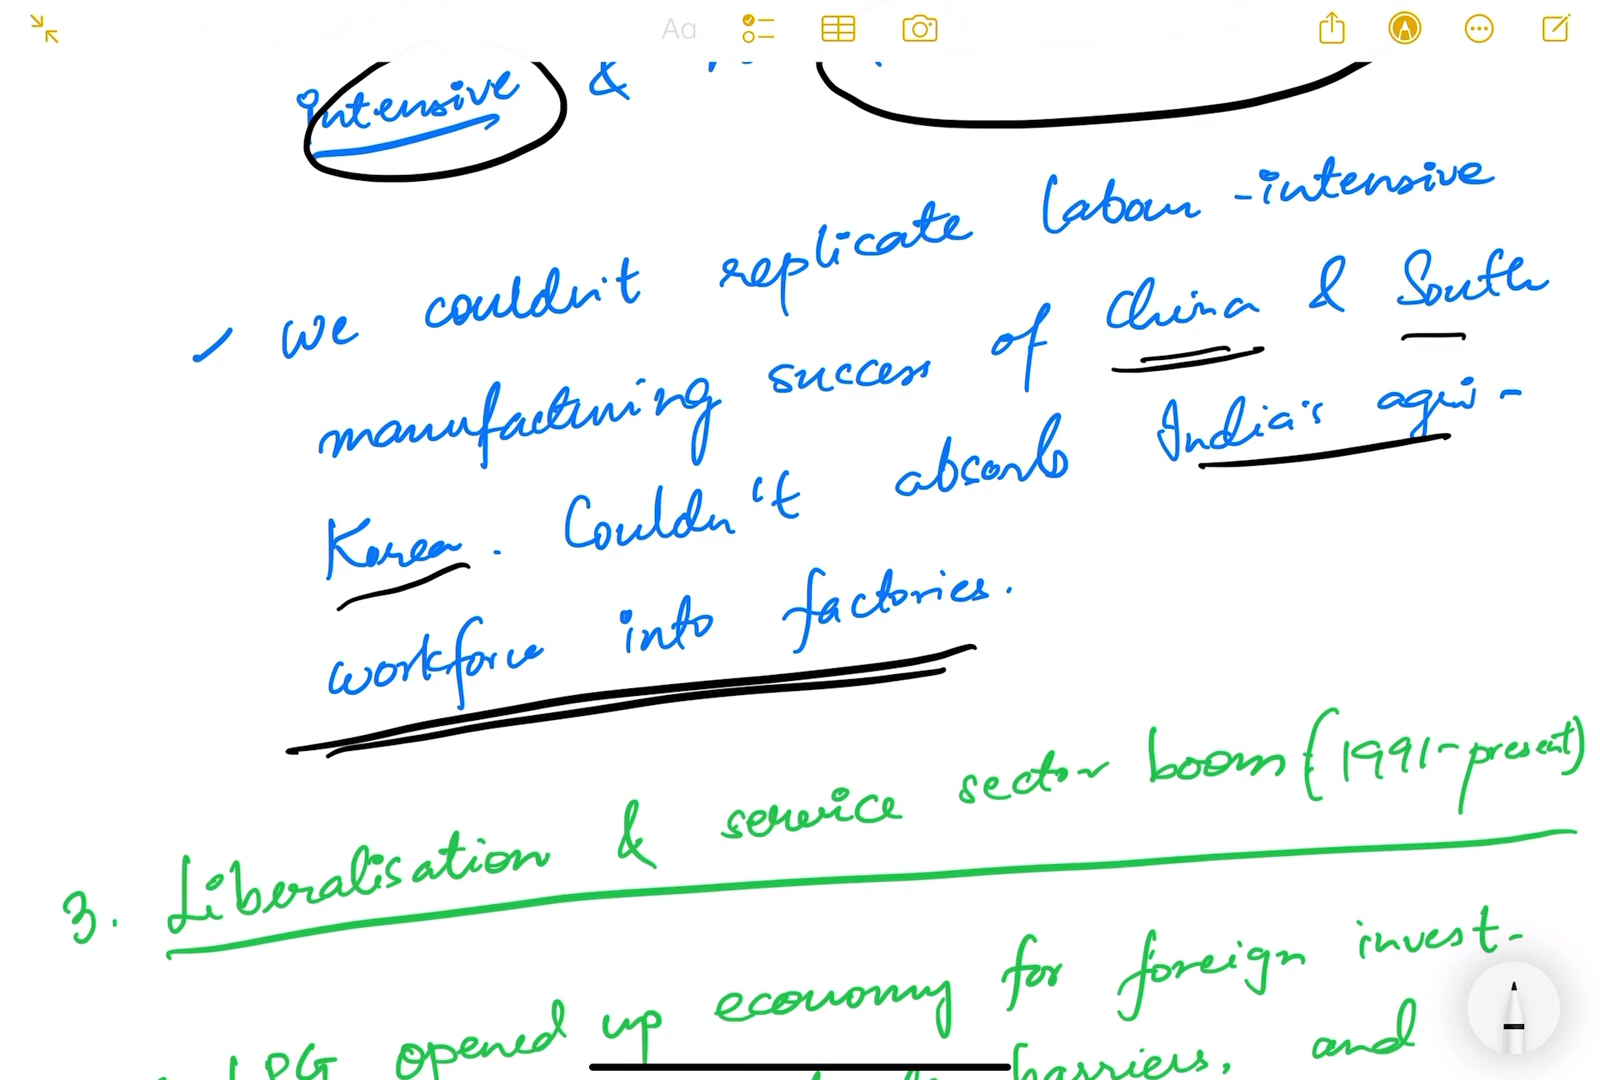 Aa
intensive &
✓ We couldn't replicate labour-intensive
manufacturing success of China & South
Korea. Couldn't absorb India's agri-
workforce into factories.
3. Liberalisation & service sector boom (1991-present)
LPG opened up economy for foreign invest-
barriers, and